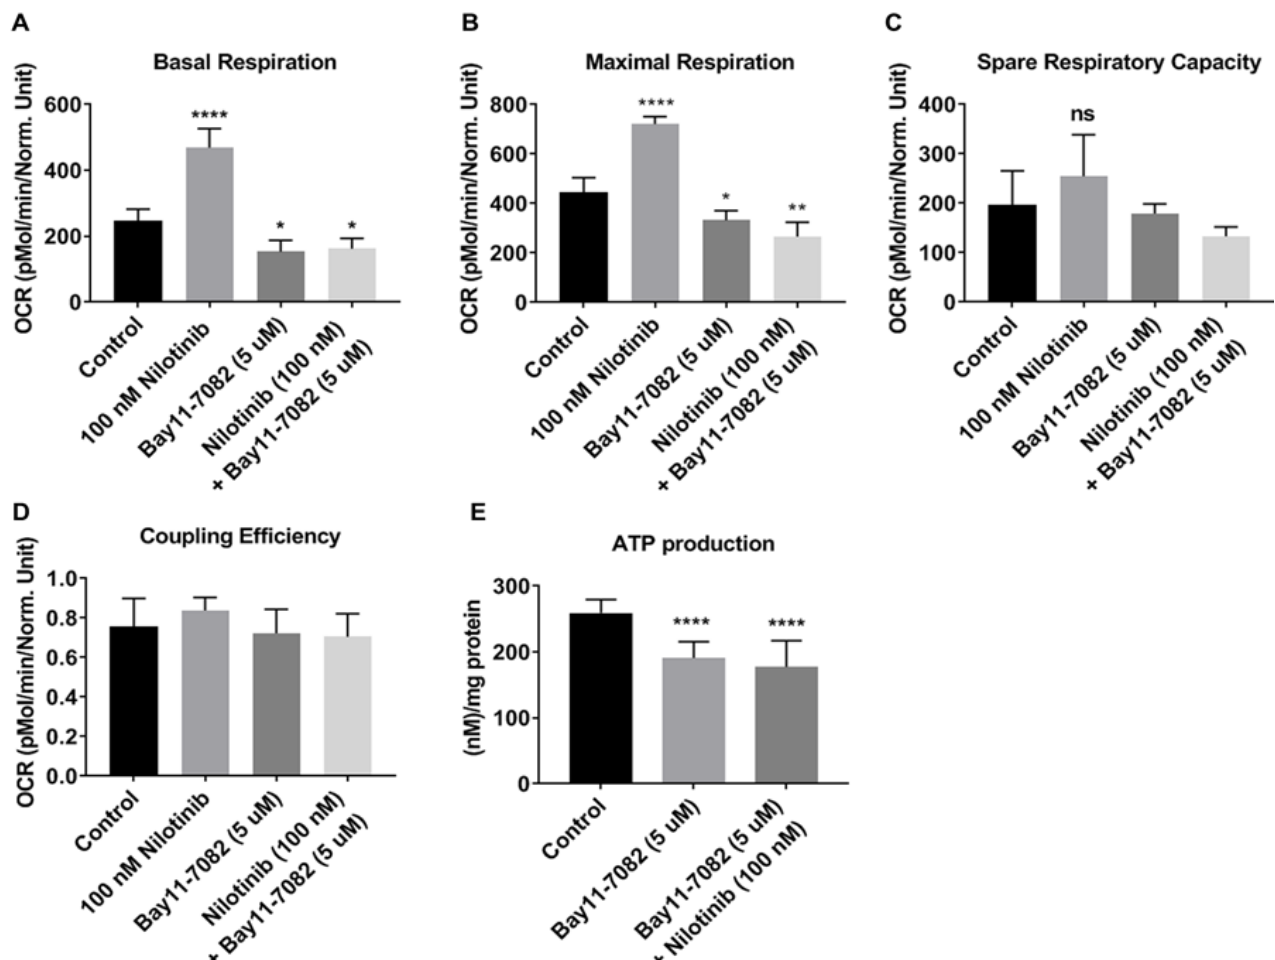 A
Basal Respiration
OCR (pMol/min/Norm. Unit)
600
400
200
0
****
*
*
Control
100 nM Nilotinib
Bay11-7082 (5 uM)
Nilotinib (100 nM)
+ Bay11-7082 (5 uM)
B
Maximal Respiration
OCR (pMol/min/Norm. Unit)
800
600
400
200
0
****
*
**
Control
100 nM Nilotinib
Bay11-7082 (5 uM)
Nilotinib (100 nM)
+ Bay11-7082 (5 uM)
C
Spare Respiratory Capacity
OCR (pMol/min/Norm. Unit)
400
300
200
100
0
ns
Control
100 nM Nilotinib
Bay11-7082 (5 uM)
Nilotinib (100 nM)
+ Bay11-7082 (5 uM)
D
Coupling Efficiency
OCR (pMol/min/Norm. Unit)
1.0
0.8
0.6
0.4
0.2
0.0
Control
100 nM Nilotinib
Bay11-7082 (5 uM)
Nilotinib (100 nM)
+ Bay11-7082 (5 uM)
E
ATP production
(nM)/mg protein
300
200
100
0
****
****
Control
Bay11-7082 (5 uM)
Bay11-7082 (5 uM)
+ Nilotinib (100 nM)